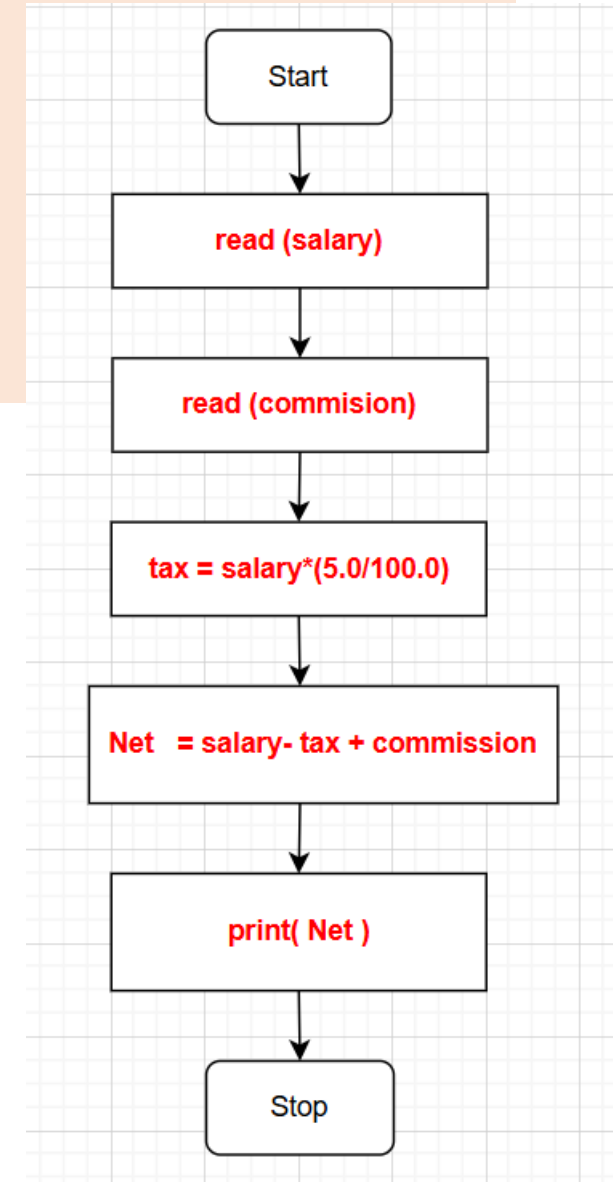 Start
read (salary)
read (commision)
tax = salary*(5.0/100.0)
Net   = salary- tax + commission
print( Net )
Stop